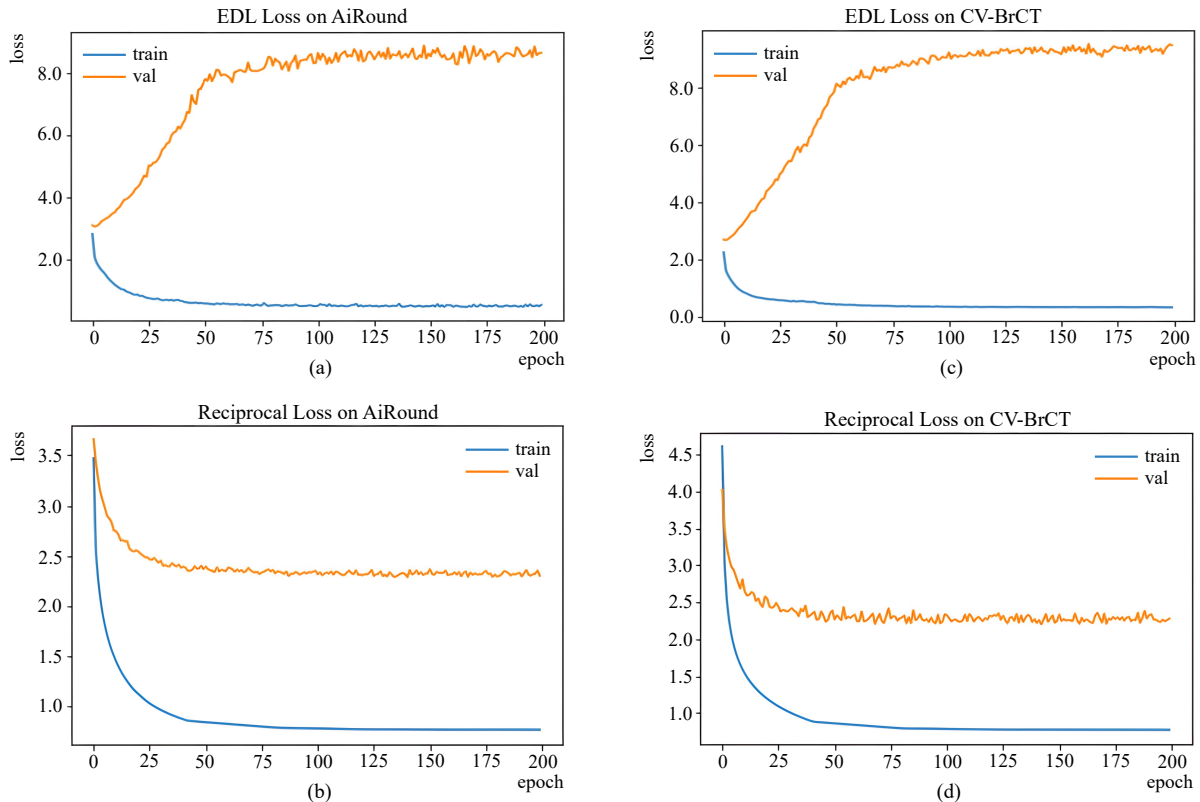 EDL Loss on AiRound
loss
train
val
8.0
6.0
4.0
2.0
0 25 50 75 100 125 150 175 200
epoch
(a)
EDL Loss on CV-BrCT
loss
train
val
8.0
6.0
4.0
2.0
0.0
0 25 50 75 100 125 150 175 200
epoch
(c)
Reciprocal Loss on AiRound
loss
train
val
3.5
3.0
2.5
2.0
1.5
1.0
0 25 50 75 100 125 150 175 200
epoch
(b)
Reciprocal Loss on CV-BrCT
loss
train
val
4.5
4.0
3.5
3.0
2.5
2.0
1.5
1.0
0 25 50 75 100 125 150 175 200
epoch
(d)